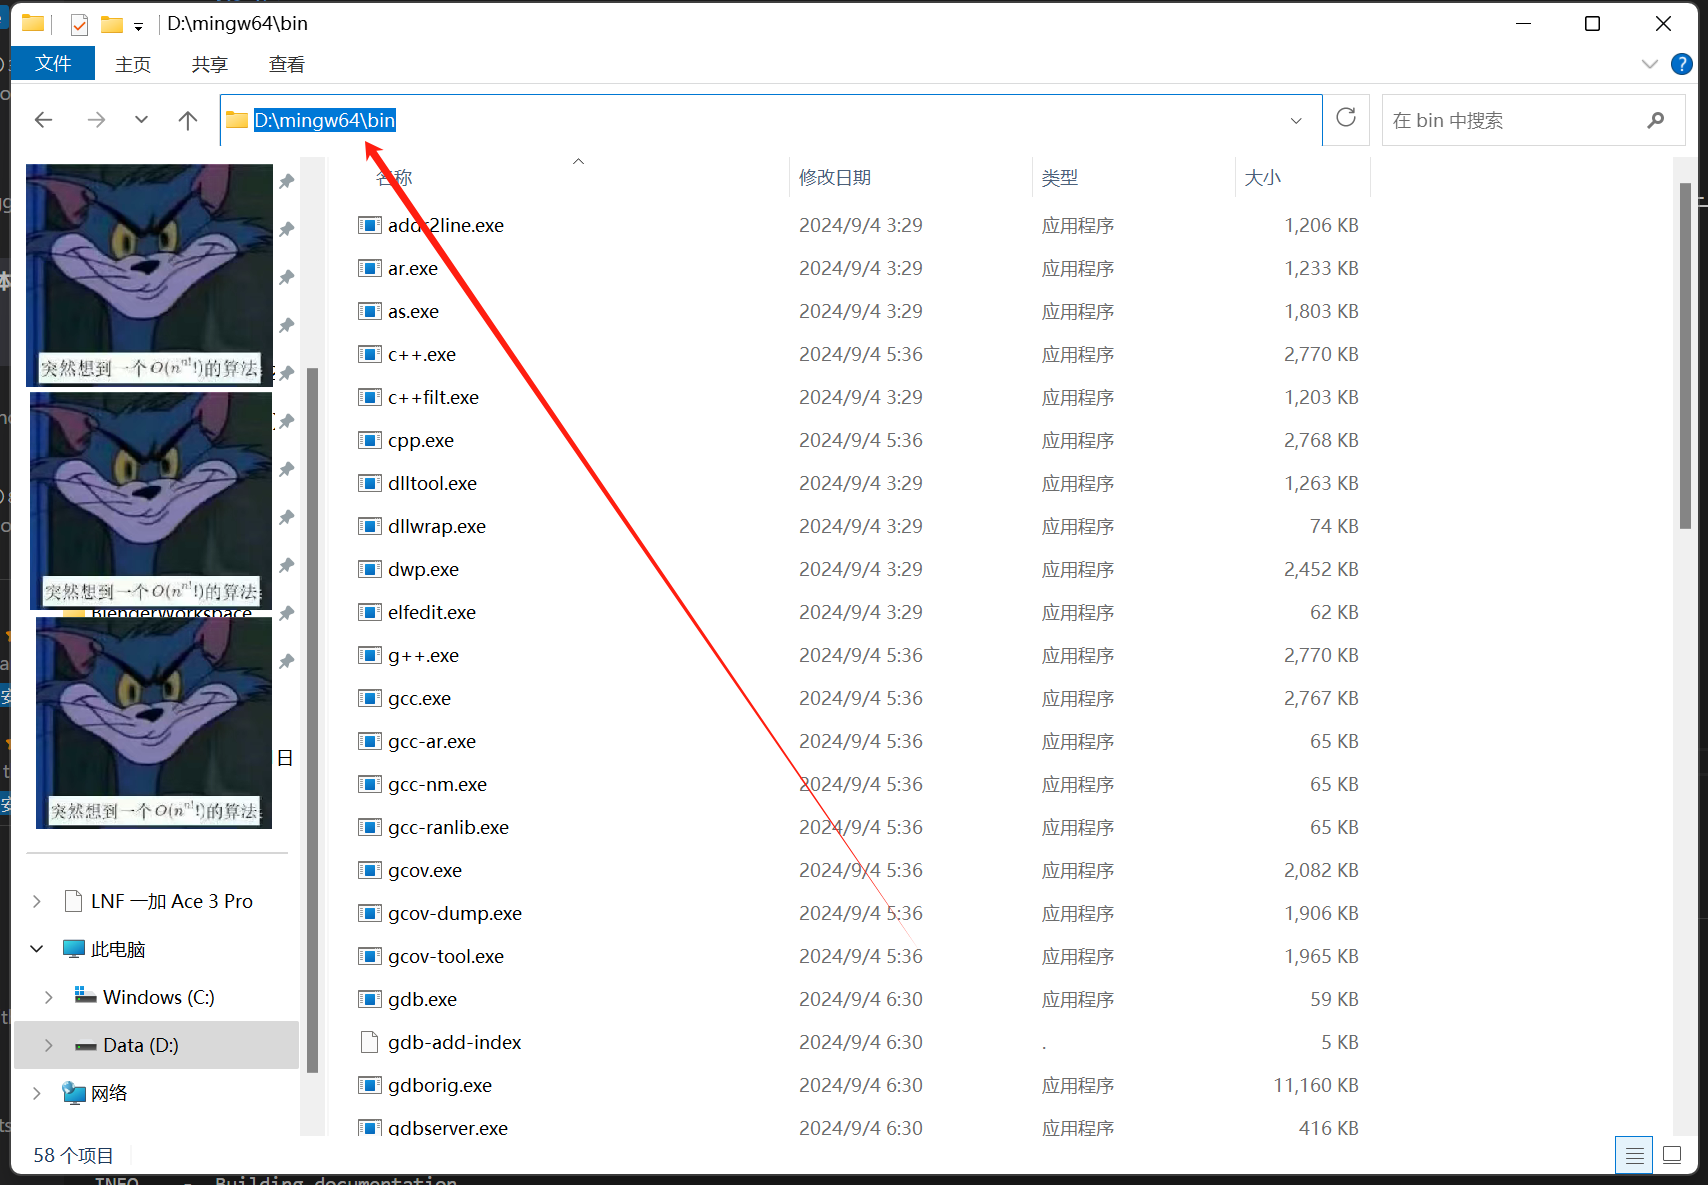 D:\mingw64\bin
文件 主页 共享 查看
D:\mingw64\bin
在 bin 中搜索
名称 修改日期 类型 大小
addr2line.exe 2024/9/4 3:29 应用程序 1,206 KB
ar.exe 2024/9/4 3:29 应用程序 1,233 KB
as.exe 2024/9/4 3:29 应用程序 1,803 KB
c++.exe 2024/9/4 5:36 应用程序 2,770 KB
c++filt.exe 2024/9/4 3:29 应用程序 1,203 KB
cpp.exe 2024/9/4 5:36 应用程序 2,768 KB
dlltool.exe 2024/9/4 3:29 应用程序 1,263 KB
dllwrap.exe 2024/9/4 3:29 应用程序 74 KB
dwp.exe 2024/9/4 3:29 应用程序 2,452 KB
elfedit.exe 2024/9/4 3:29 应用程序 62 KB
g++.exe 2024/9/4 5:36 应用程序 2,770 KB
gcc.exe 2024/9/4 5:36 应用程序 2,767 KB
gcc-ar.exe 2024/9/4 5:36 应用程序 65 KB
gcc-nm.exe 2024/9/4 5:36 应用程序 65 KB
gcc-ranlib.exe 2024/9/4 5:36 应用程序 65 KB
gcov.exe 2024/9/4 5:36 应用程序 2,082 KB
gcov-dump.exe 2024/9/4 5:36 应用程序 1,906 KB
gcov-tool.exe 2024/9/4 5:36 应用程序 1,965 KB
gdb.exe 2024/9/4 6:30 应用程序 59 KB
gdb-add-index 2024/9/4 6:30 . 5 KB
gdborig.exe 2024/9/4 6:30 应用程序 11,160 KB
gdbserver.exe 2024/9/4 6:30 应用程序 416 KB
突然想到一个O(n^n!!)的算法
突然想到一个O(n^n!!)的算法
BlenderWorkspace
突然想到一个O(n^n!!)的算法
日
LNF 一加 Ace 3 Pro
此电脑
Windows (C:)
Data (D:)
网络
58 个项目
INFO - Building documentation